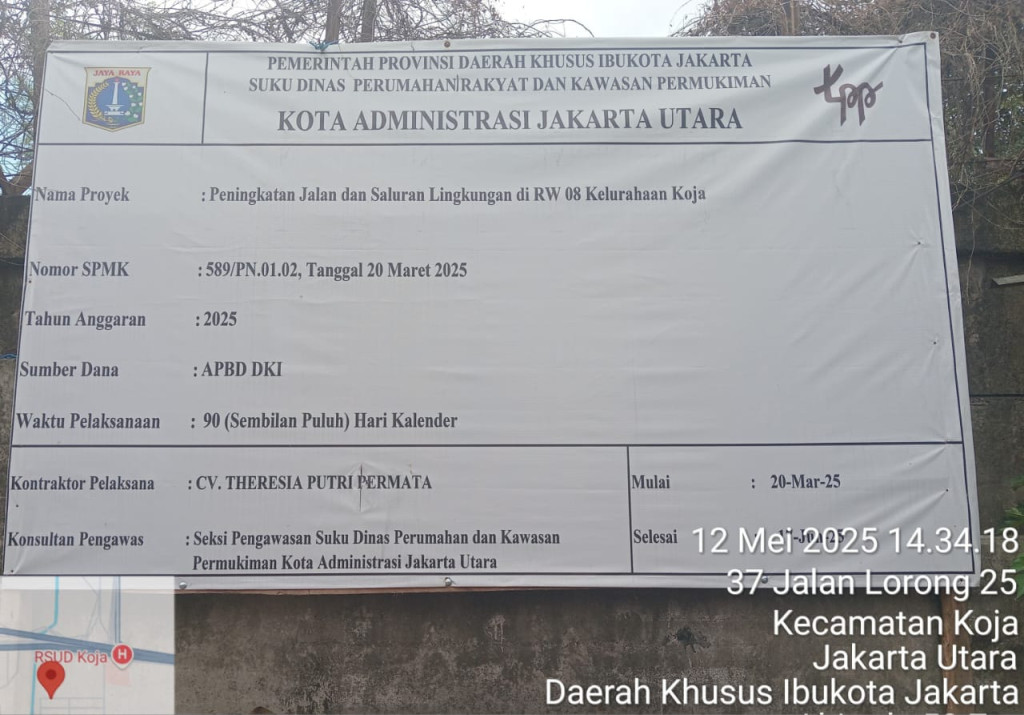 JAYA RAYA
PEMERINTAH PROVINSI DAERAH KHUSUS IBUKOTA JAKARTA
SUKU DINAS PERUMAHAN RAKYAT DAN KAWASAN PERMUKIMAN
KOTA ADMINISTRASI JAKARTA UTARA
tpp
Nama Proyek : Peningkatan Jalan dan Saluran Lingkungan di RW 08 Kelurahaan Koja
Nomor SPMK : 589/PN.01.02, Tanggal 20 Maret 2025
Tahun Anggaran : 2025
Sumber Dana : APBD DKI
Waktu Pelaksanaan : 90 (Sembilan Puluh) Hari Kalender
Kontraktor Pelaksana : CV. THERESIA PUTRI PERMATA
Mulai : 20-Mar-25
Konsultan Pengawas : Seksi Pengawasan Suku Dinas Perumahan dan Kawasan
Permukiman Kota Administrasi Jakarta Utara
Selesai
12 Mei 2025 14.34.18
37 Jalan Lorong 25
Kecamatan Koja
Jakarta Utara
Daerah Khusus Ibukota Jakarta
RSUD Koja H